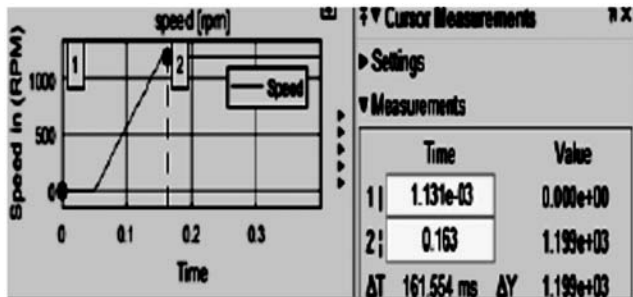 speed [rpm]
Speed in (RPM)
1000
500
0
1
2
Speed
0
0.1
0.2
0.3
Time
Cursor Measurements
Settings
Measurements
Time Value
1 1.131e-03 0.000e+00
2 0.163 1.199e+03
ΔT 161.554 ms ΔY 1.199e+03